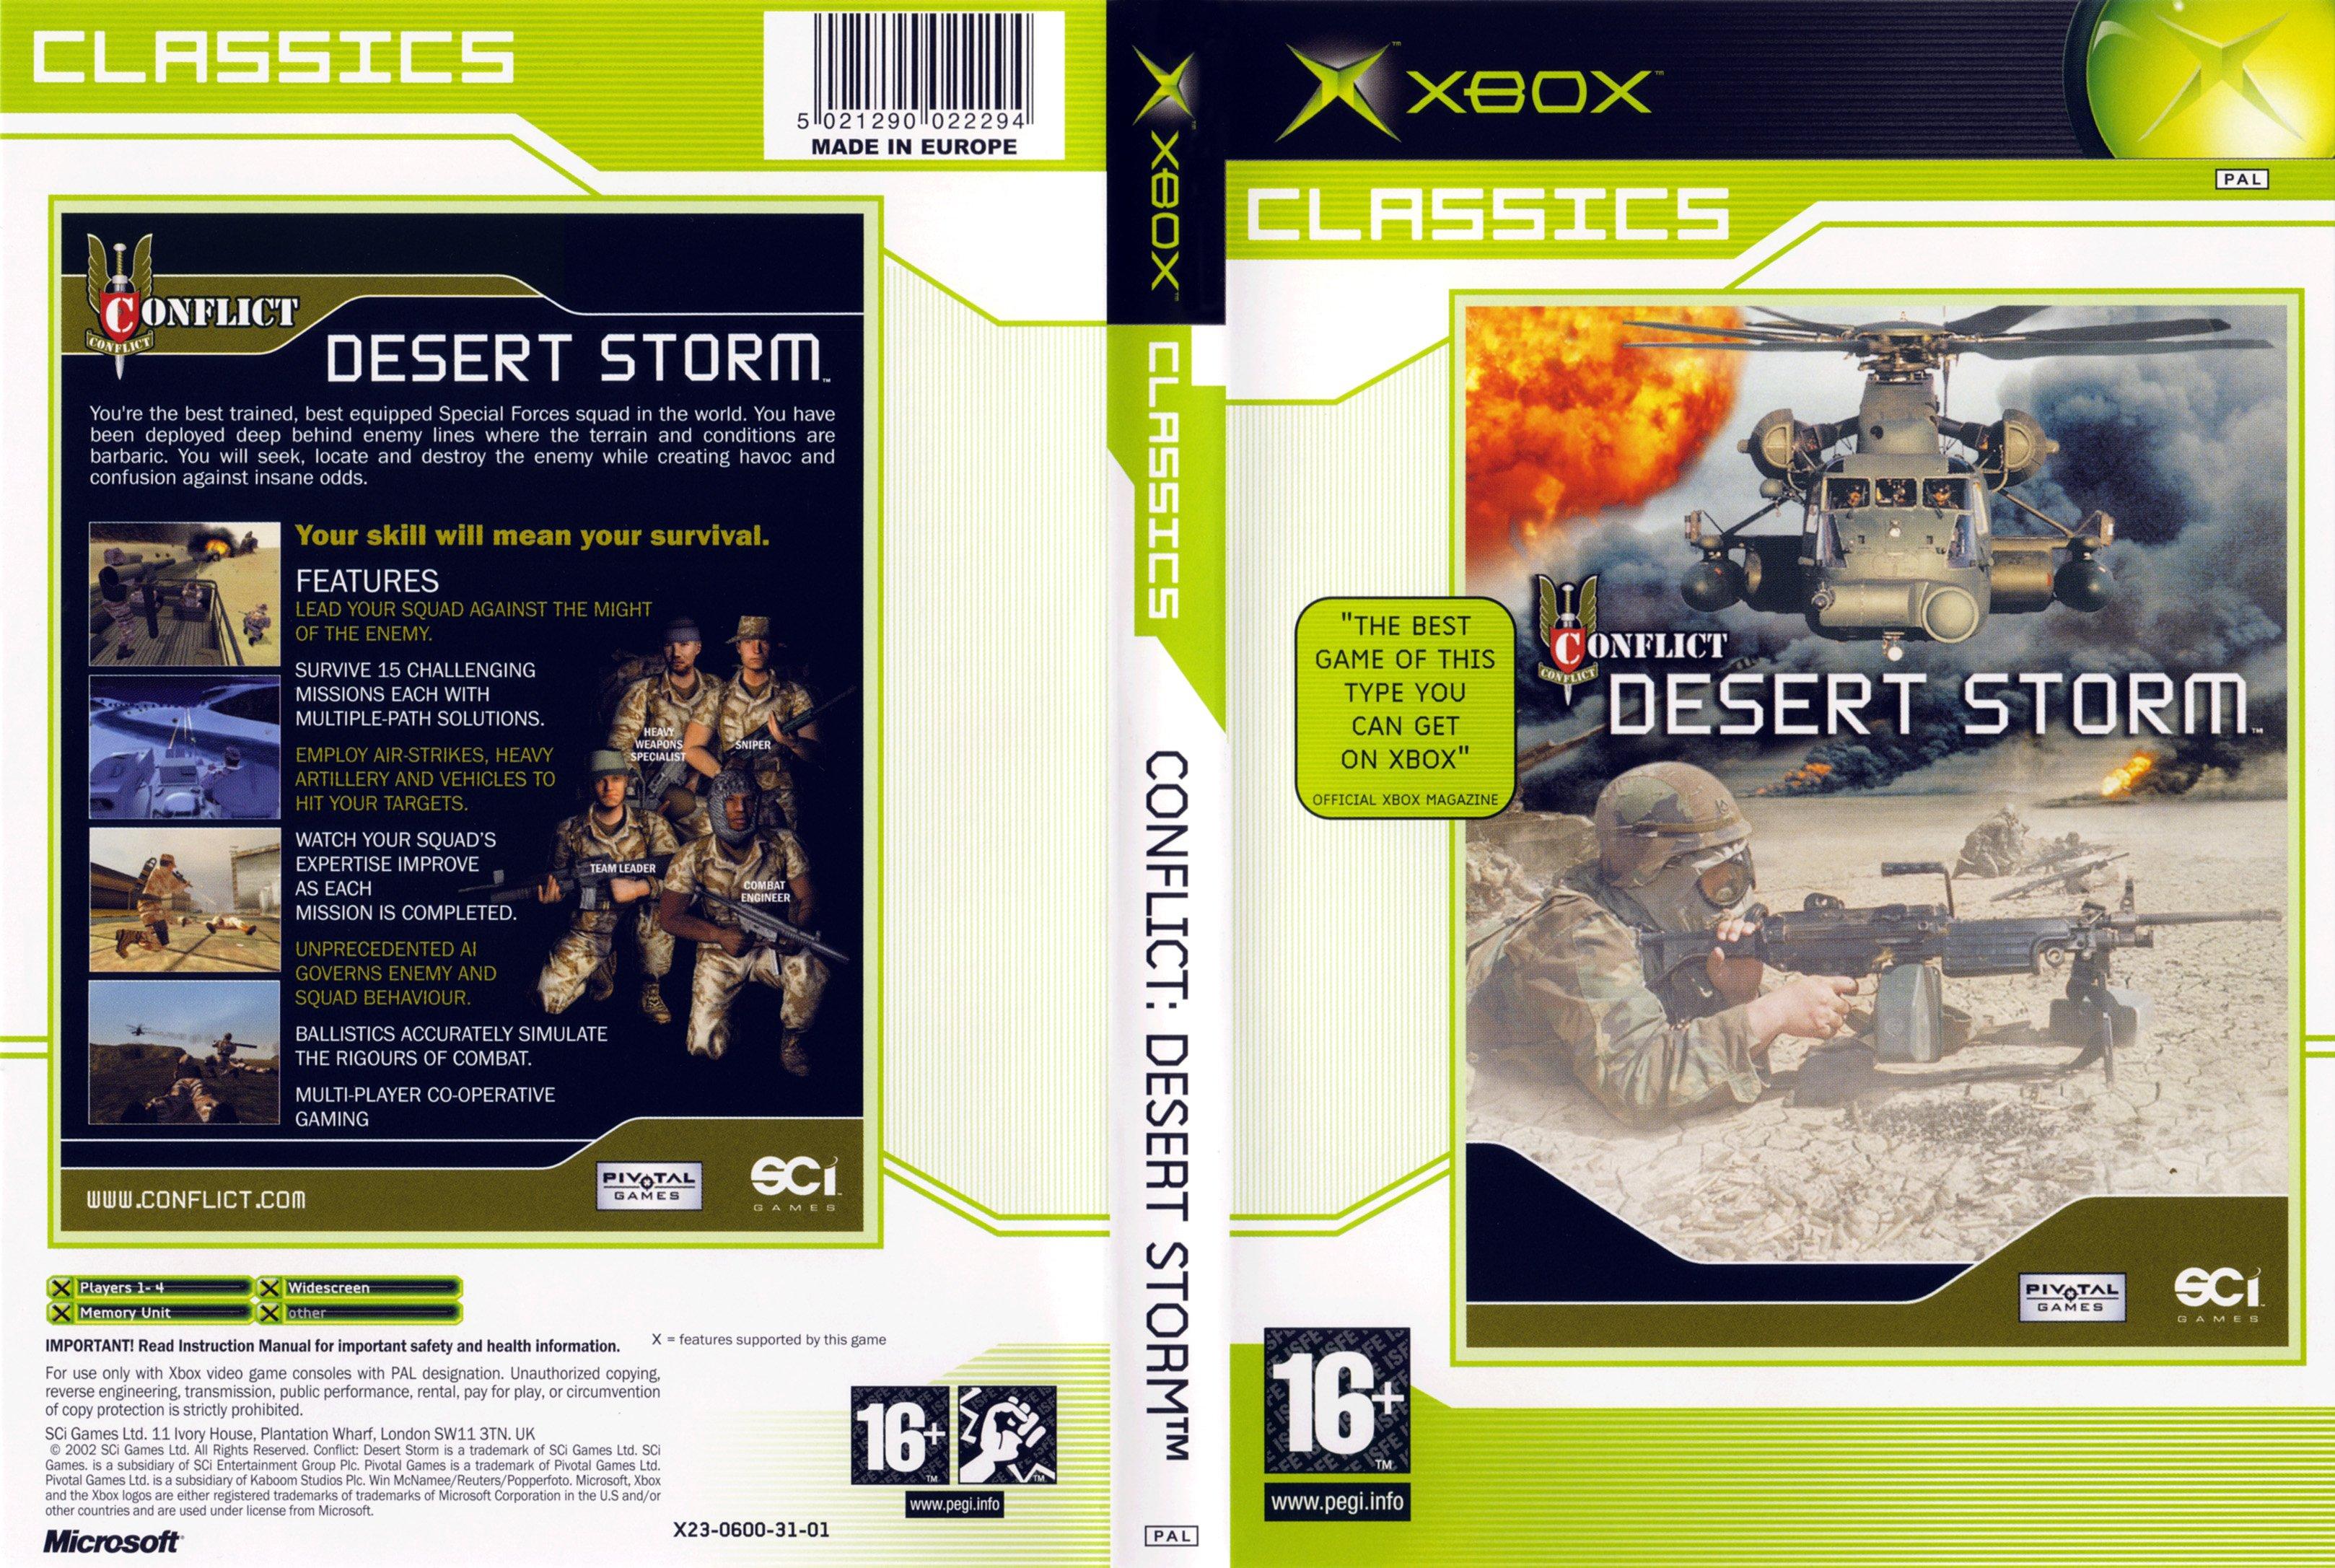 CLASSICS
5 021290 022294
MADE IN EUROPE
CONFLICT
CONFLICT
DESERT STORM™
You're the best trained, best equipped Special Forces squad in the world. You have
been deployed deep behind enemy lines where the terrain and conditions are
barbaric. You will seek, locate and destroy the enemy while creating havoc and
confusion against insane odds.
Your skill will mean your survival.
FEATURES
LEAD YOUR SQUAD AGAINST THE MIGHT
OF THE ENEMY.
SURVIVE 15 CHALLENGING
MISSIONS EACH WITH
MULTIPLE-PATH SOLUTIONS.
EMPLOY AIR-STRIKES, HEAVY
ARTILLERY AND VEHICLES TO
HIT YOUR TARGETS.
WATCH YOUR SQUAD'S
EXPERTISE IMPROVE
AS EACH
MISSION IS COMPLETED.
UNPRECEDENTED AI
GOVERNS ENEMY AND
SQUAD BEHAVIOUR.
BALLISTICS ACCURATELY SIMULATE
THE RIGOURS OF COMBAT.
MULTI-PLAYER CO-OPERATIVE
GAMING
HEAVY
WEAPONS
SPECIALIST
SNIPER
TEAM LEADER
COMBAT
ENGINEER
WWW.CONFLICT.COM
PIVOTAL
GAMES
SCi™
GAMES
Players 1- 4
Widescreen
Memory Unit
other
IMPORTANT! Read Instruction Manual for important safety and health information.
X = features supported by this game
For use only with Xbox video game consoles with PAL designation. Unauthorized copying,
reverse engineering, transmission, public performance, rental, pay for play, or circumvention
of copy protection is strictly prohibited.
SCi Games Ltd. 11 Ivory House, Plantation Wharf, London SW11 3TN. UK
© 2002 SCi Games Ltd. All Rights Reserved. Conflict: Desert Storm is a trademark of SCi Games Ltd. SCi
Games. is a subsidiary of SCi Entertainment Group Plc. Pivotal Games is a trademark of Pivotal Games Ltd.
Pivotal Games Ltd. is a subsidiary of Kaboom Studios Plc. Win McNamee/Reuters/Popperfoto. Microsoft, Xbox
and the Xbox logos are either registered trademarks of trademarks of Microsoft Corporation in the U.S and/or
other countries and are used under license from Microsoft.
Microsoft®
X23-0600-31-01
16+™
™
www.pegi.info
XBOX™
CLASSICS
CONFLICT: DESERT STORM™
PAL
XBOX™
CLASSICS
PAL
"THE BEST
GAME OF THIS
TYPE YOU
CAN GET
ON XBOX"
OFFICIAL XBOX MAGAZINE
CONFLICT
CONFLICT
DESERT STORM™
PIVOTAL
GAMES
SCi™
GAMES
16+
™
www.pegi.info